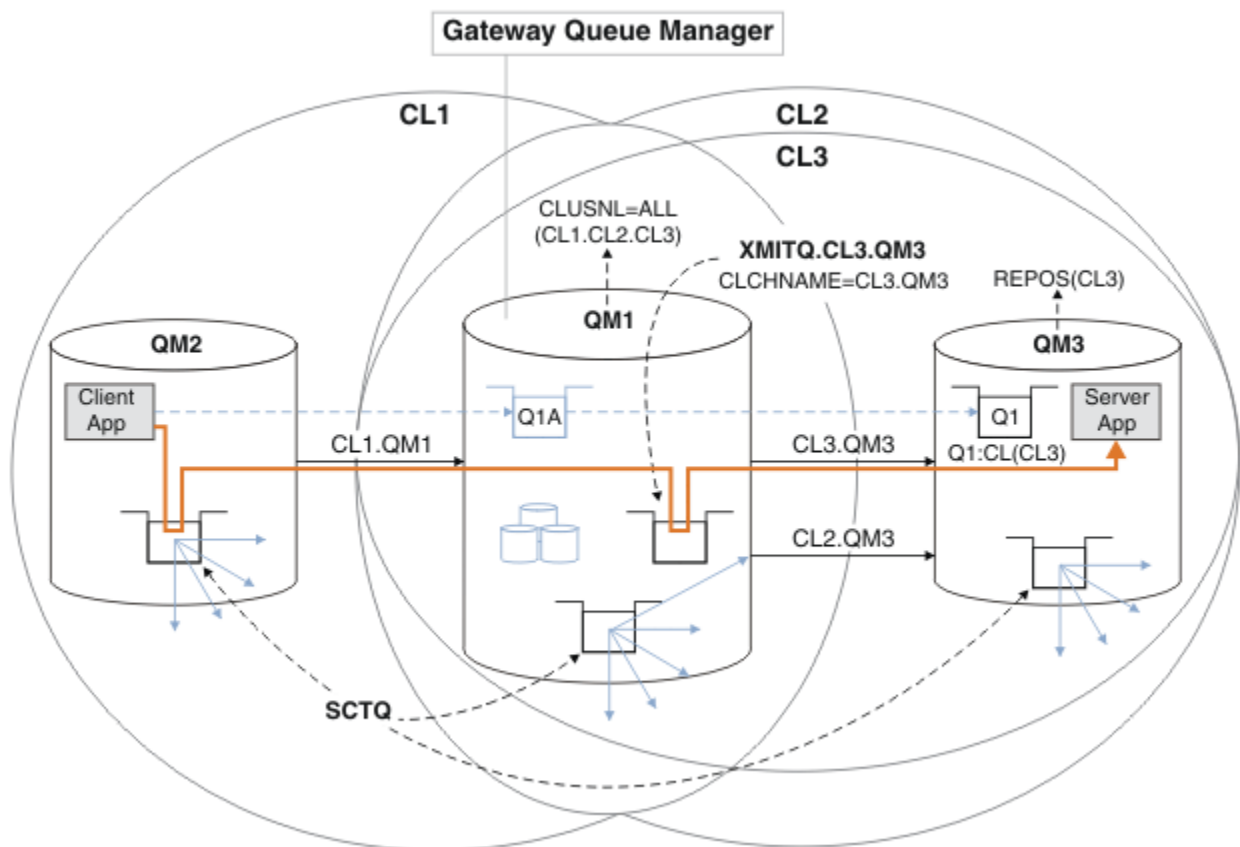 Gateway Queue Manager
CL1
CL2
CL3
CLUSNL=ALL
(CL1.CL2.CL3)
XMITQ.CL3.QM3
CLCHNAME=CL3.QM3
REPOS(CL3)
QM2
QM1
QM3
Client
App
Q1A
Q1
Server
App
CL1.QM1
CL3.QM3
Q1:CL(CL3)
CL2.QM3
SCTQ